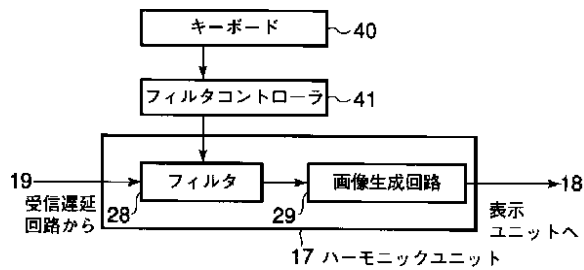 キーボード 40
フィルタコントローラ 41
19 フィルタ 画像生成回路 18
受信遅延 28 29 表示
回路から ユニットへ
17 ハーモニックユニット